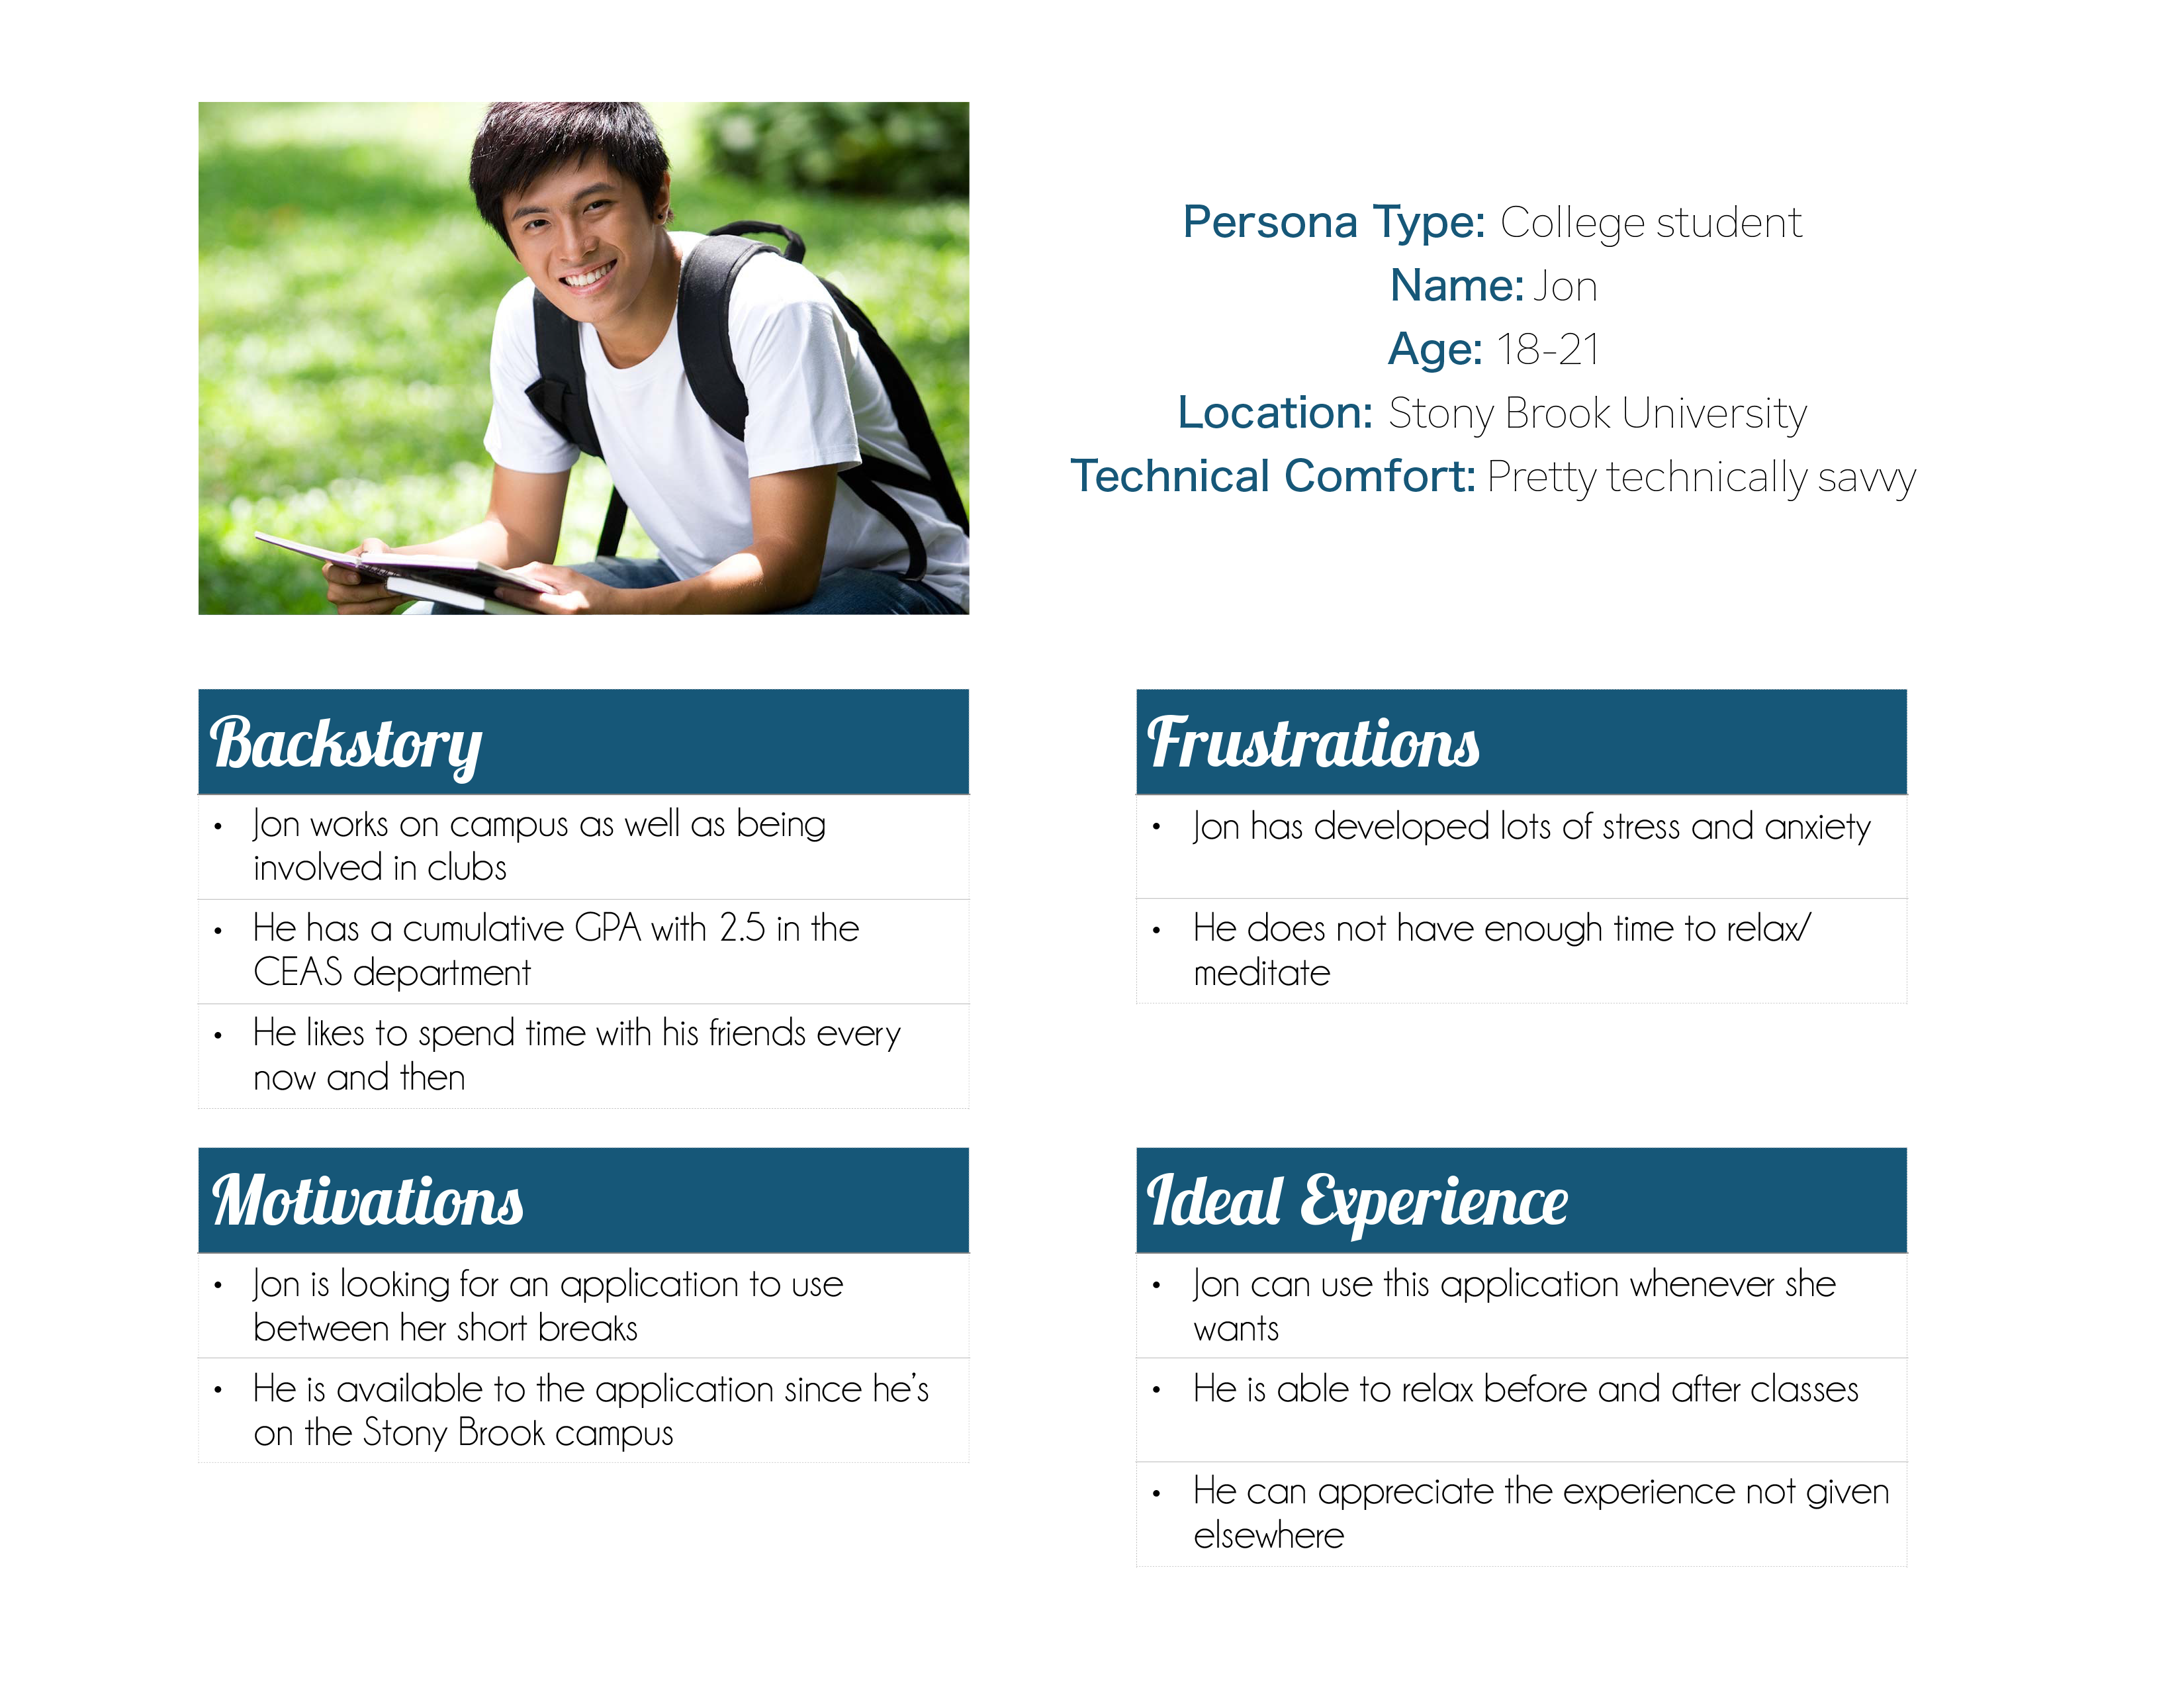 Persona Type: College student
Name: Jon
Age: 18-21
Location: Stony Brook University
Technical Comfort: Pretty technically savvy
Backstory
• Jon works on campus as well as being
involved in clubs
• He has a cumulative GPA with 2.5 in the
CEAS department
• He likes to spend time with his friends every
now and then
Frustrations
• Jon has developed lots of stress and anxiety
• He does not have enough time to relax/
meditate
Motivations
• Jon is looking for an application to use
between her short breaks
• He is available to the application since he’s
on the Stony Brook campus
Ideal Experience
• Jon can use this application whenever she
wants
• He is able to relax before and after classes
• He can appreciate the experience not given
elsewhere